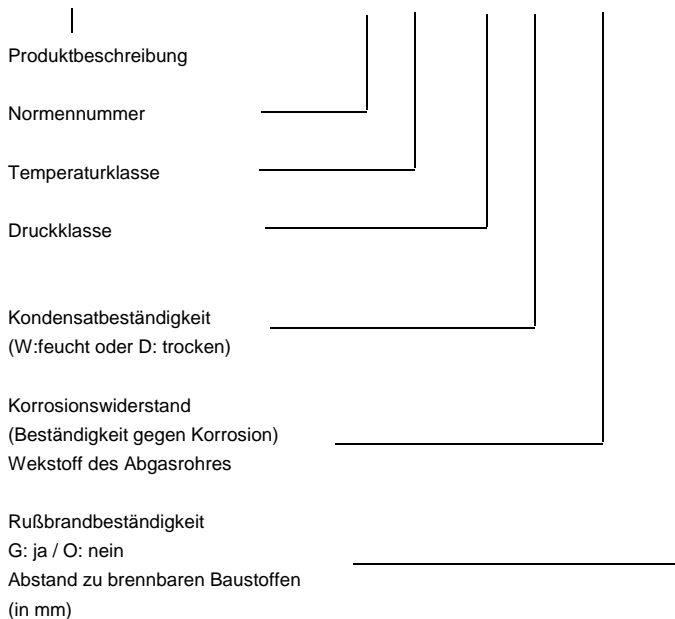 Produktbeschreibung
Normennummer
Temperaturklasse
Druckklasse
Kondensatbeständigkeit
(W:feucht oder D: trocken)
Korrosionswiderstand
(Beständigkeit gegen Korrosion)
Wekstoff des Abgasrohres
Rußbrandbeständigkeit
G: ja / O: nein
Abstand zu brennbaren Baustoffen
(in mm)